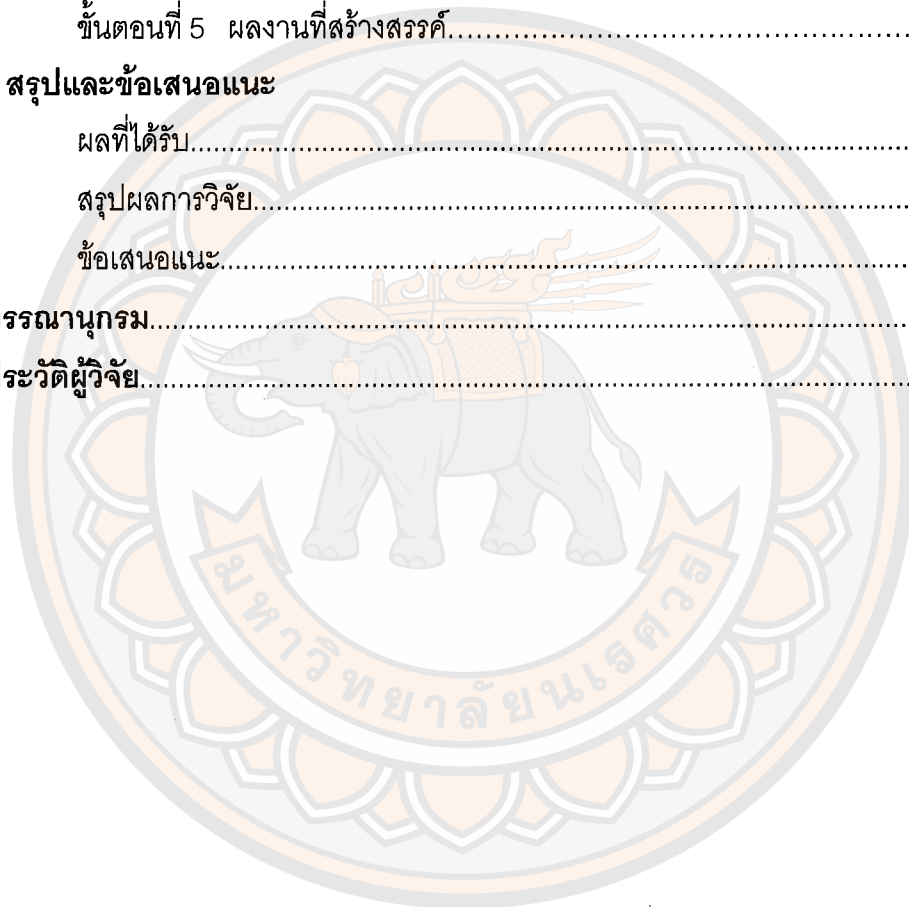 ขั้นตอนที่ 5 ผลงานที่สร้างสรรค์
สรุปและข้อเสนอแนะ
ผลที่ได้รับ
สรุปผลการวิจัย
ข้อเสนอแนะ
รรณานุกรม
ระวัติผู้วิจัย
มหาวิทยาลัยนเรศวร